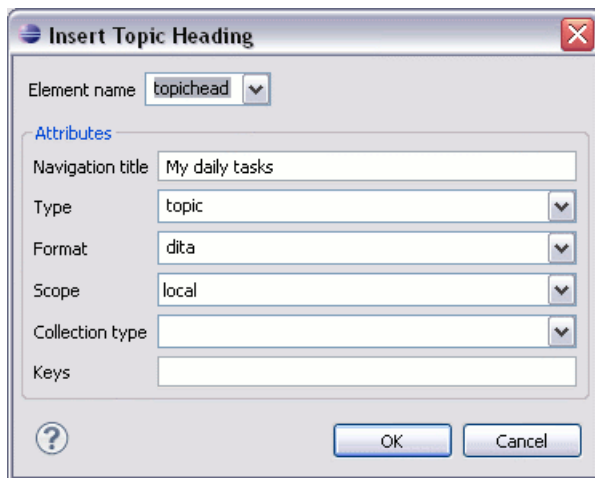 Insert Topic Heading
Element name topichead
Attributes
Navigation title My daily tasks
Type topic
Format dita
Scope local
Collection type
Keys
? OK Cancel